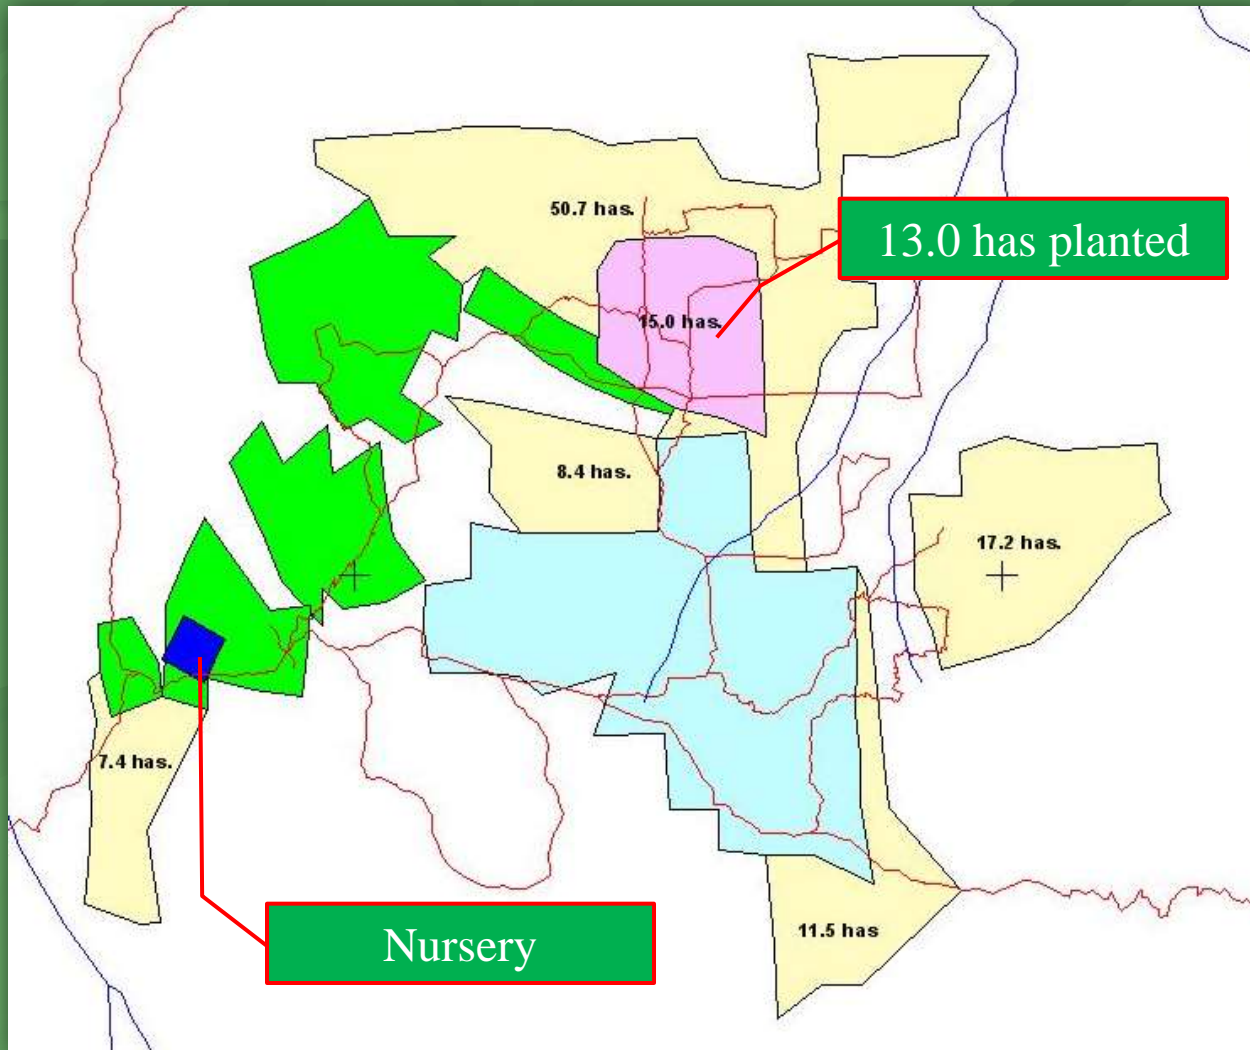 50.7 has.
13.0 has planted
15.0 has.
8.4 has.
17.2 has.
7.4 has.
11.5 has
Nursery